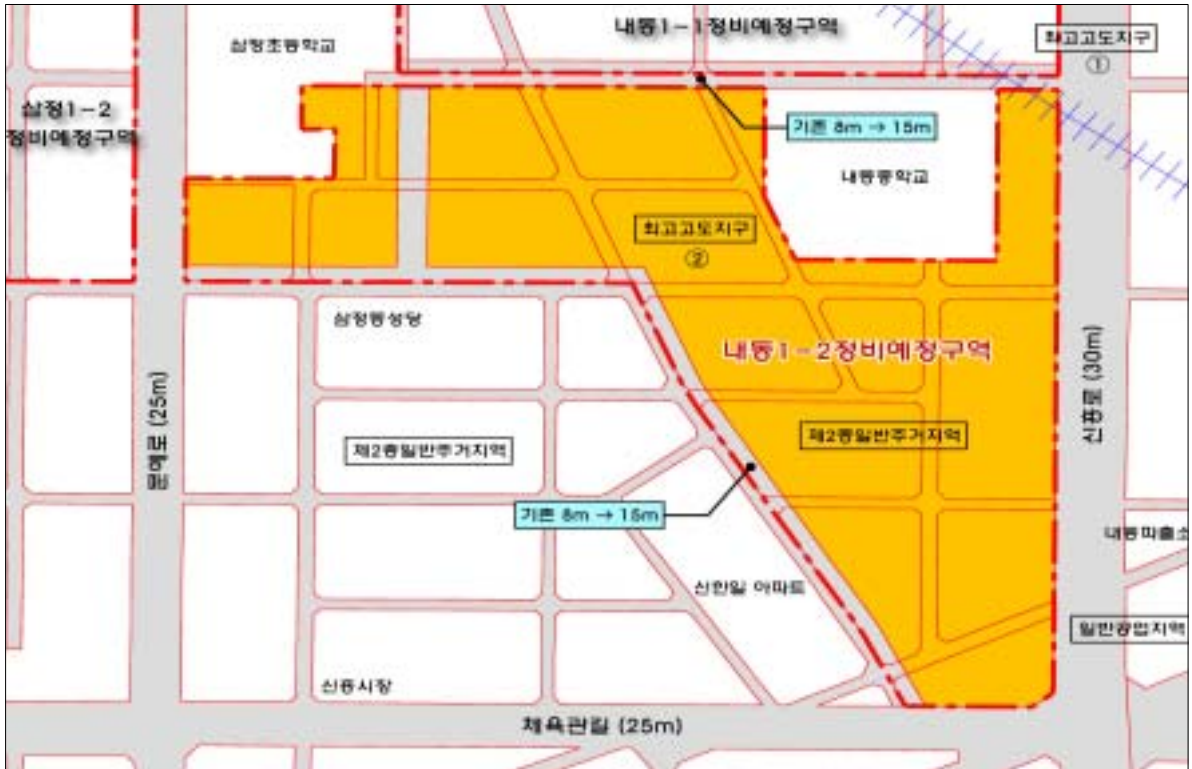 내동1-1정비예정구역
최고고도지구
①
삼정초등학교
삼정1-2
정비예정구역
기존 8m → 15m
내동중학교
최고고도지구
②
삼정동성당
내동1-2정비예정구역
신흥로 (30m)
문예로 (25m)
제2종일반주거지역
제2종일반주거지역
기존 8m → 15m
내동파출소
신한일 아파트
일반공업지역
신흥시장
체육관길 (25m)